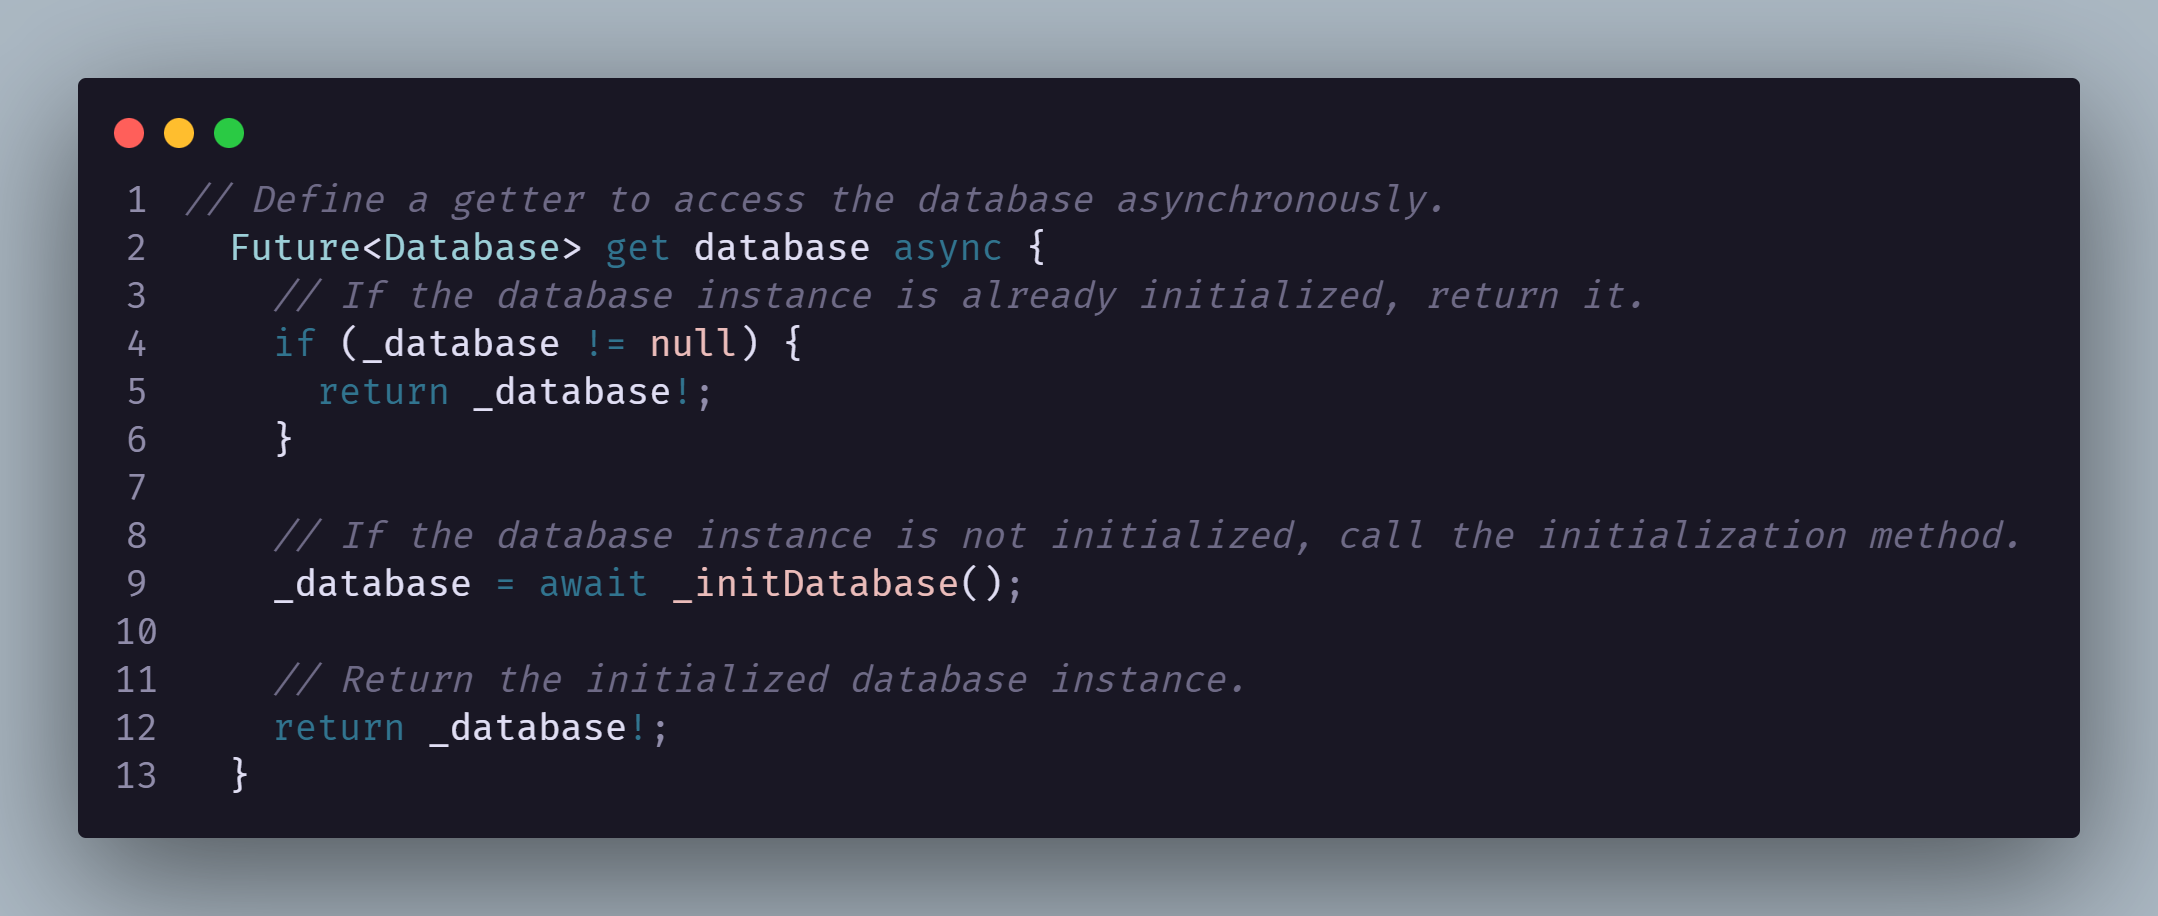 1 // Define a getter to access the database asynchronously.
2   Future<Database> get database async {
3     // If the database instance is already initialized, return it.
4     if (_database != null) {
5       return _database!;
6     }
7
8     // If the database instance is not initialized, call the initialization method.
9     _database = await _initDatabase();
10
11     // Return the initialized database instance.
12     return _database!;
13   }